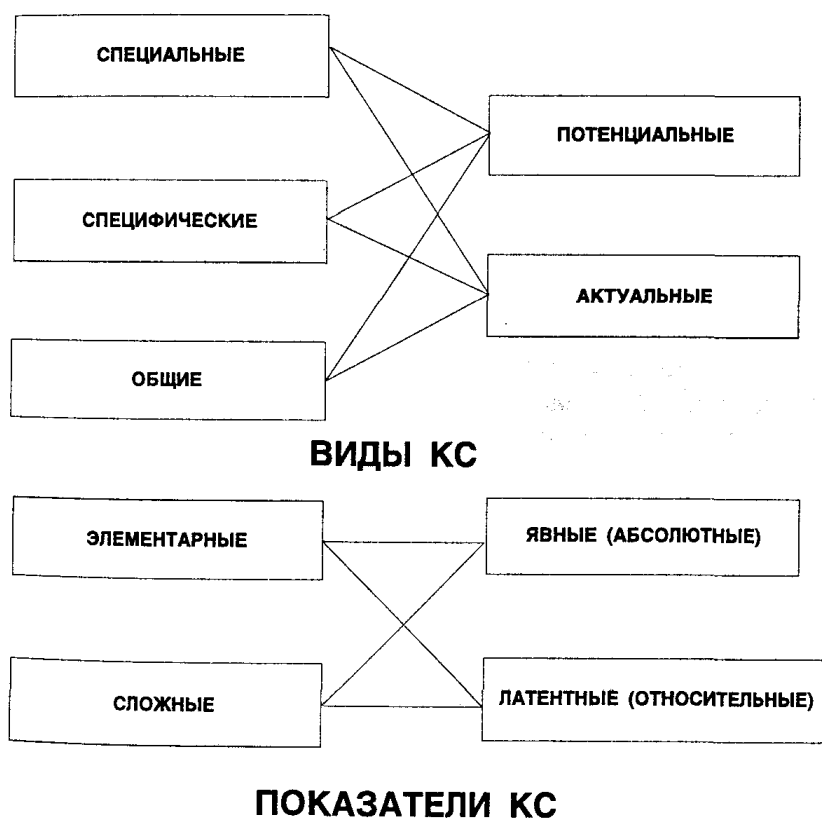 СПЕЦИАЛЬНЫЕ
ПОТЕНЦИАЛЬНЫЕ
СПЕЦИФИЧЕСКИЕ
АКТУАЛЬНЫЕ
ОБЩИЕ
ВИДЫ КС
ЭЛЕМЕНТАРНЫЕ
ЯВНЫЕ (АБСОЛЮТНЫЕ)
СЛОЖНЫЕ
ЛАТЕНТНЫЕ (ОТНОСИТЕЛЬНЫЕ)
ПОКАЗАТЕЛИ КС